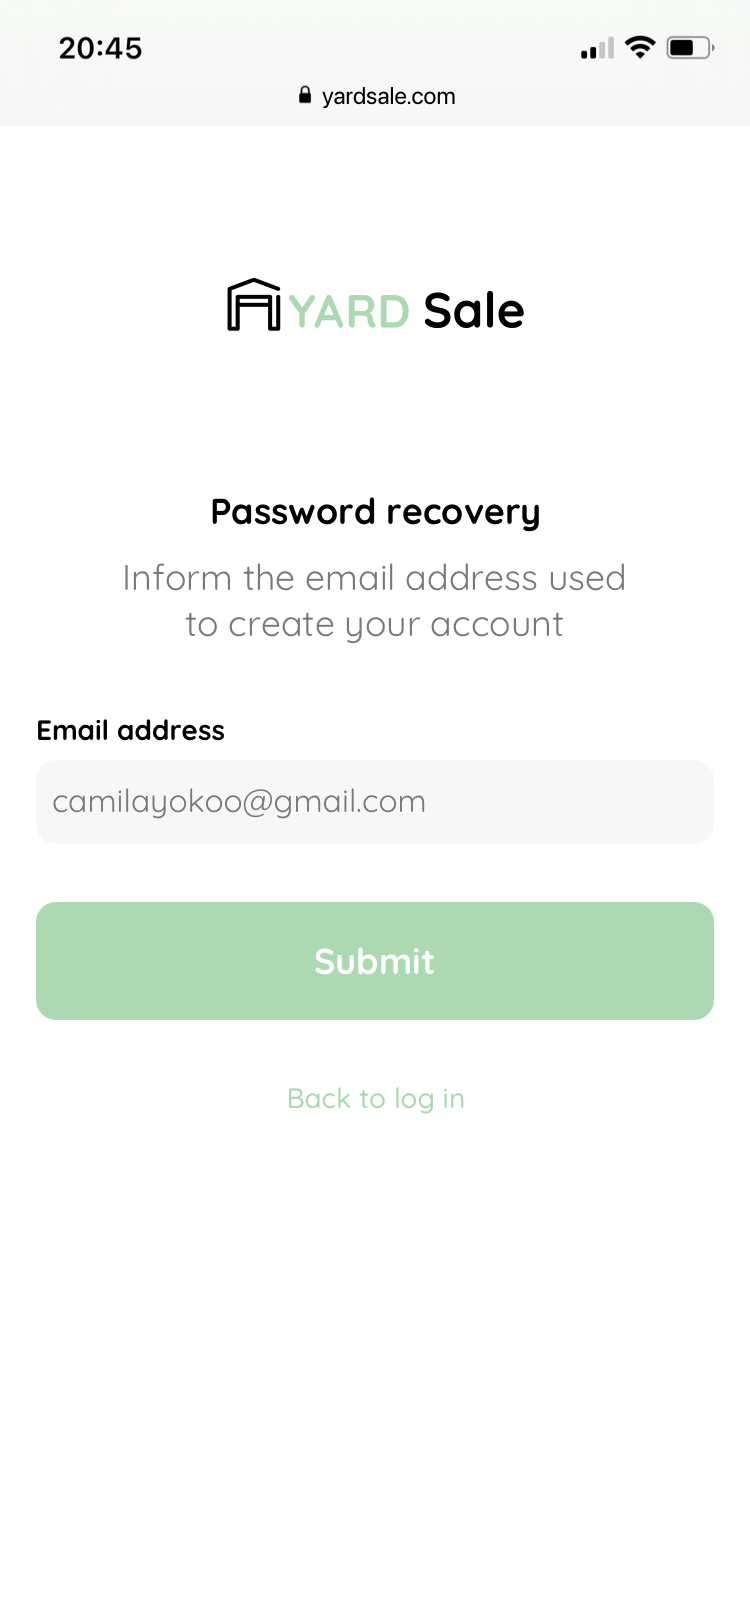 20:45
yardsale.com
YARD Sale
Password recovery
Inform the email address used
to create your account
Email address
camilayokoo@gmail.com
Submit
Back to log in